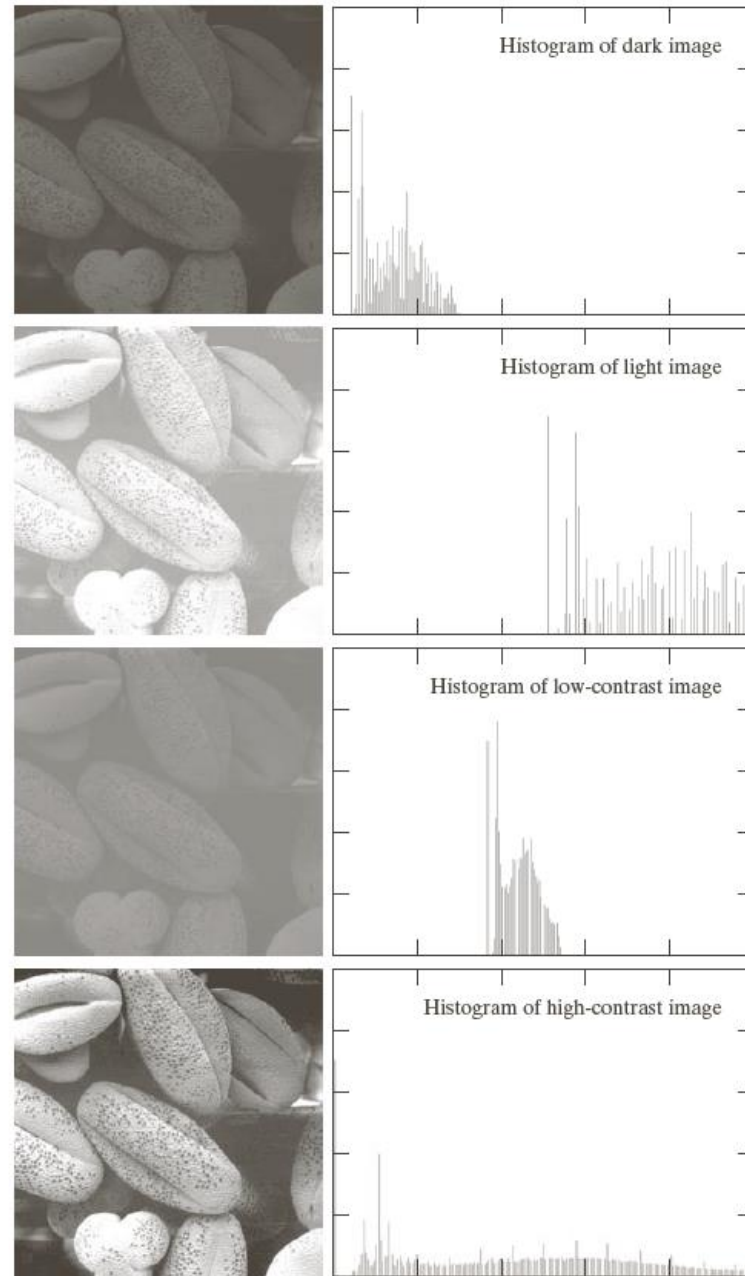 Histogram of dark image
Histogram of light image
Histogram of low-contrast image
Histogram of high-contrast image